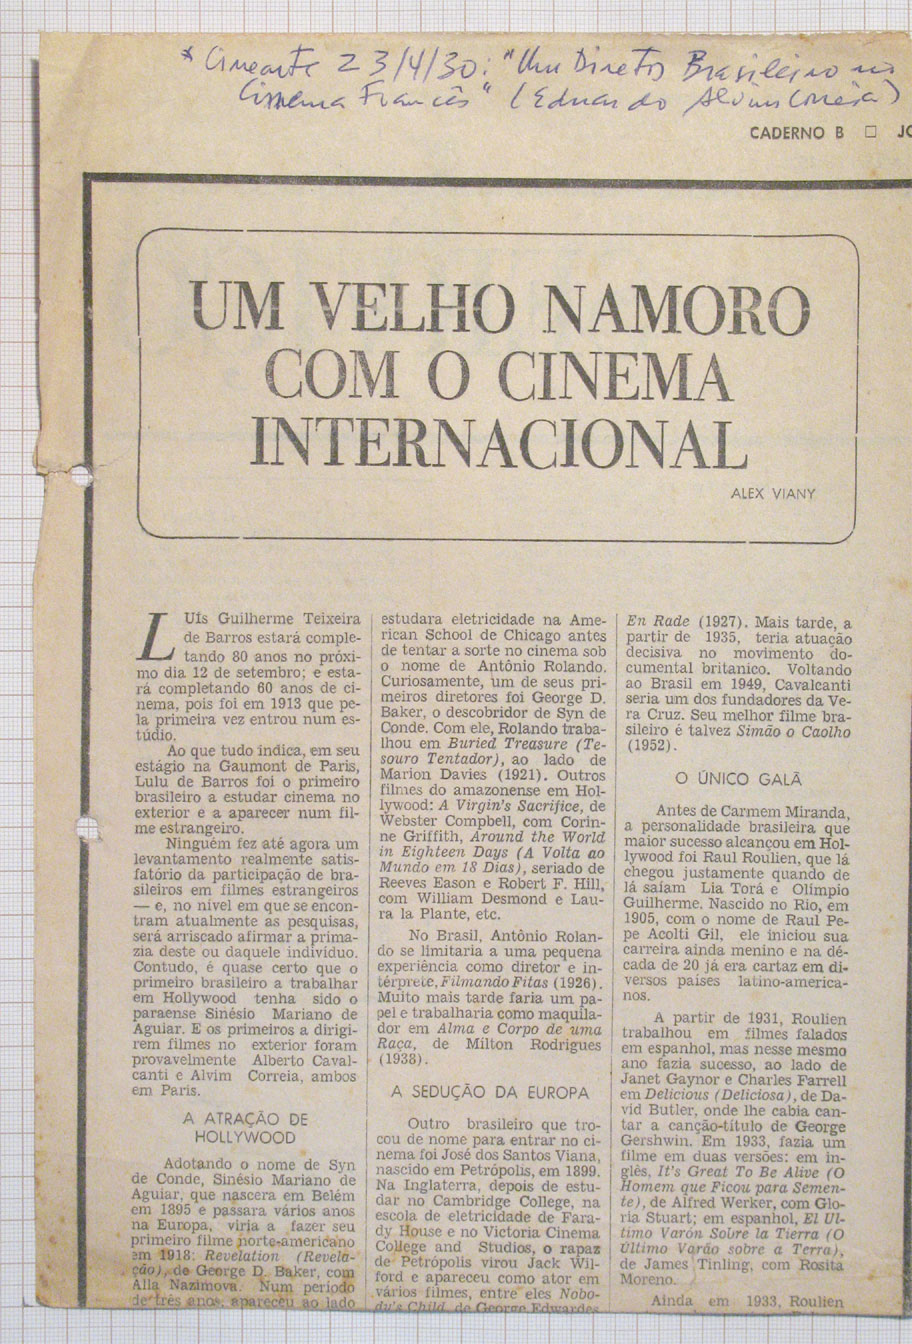 * Cinearte 23/4/30: "Um Diretor Brasileiro no
Cinema Francês" (Eduardo Alvim Corrêa)
CADERNO B □ JO
UM VELHO NAMORO
COM O CINEMA
INTERNACIONAL
ALEX VIANY
LUís Guilherme Teixeira
de Barros estará comple-
tando 80 anos no próxi-
mo dia 12 de setembro; e esta-
rá completando 60 anos de ci-
nema, pois foi em 1913 que pe-
la primeira vez entrou num es-
túdio.
Ao que tudo indica, em seu
estágio na Gaumont de Paris,
Lulu de Barros foi o primeiro
brasileiro a estudar cinema no
exterior e a aparecer num fil-
me estrangeiro.
Ninguém fez até agora um
levantamento realmente satis-
fatório da participação de bra-
sileiros em filmes estrangeiros
— e, no nível em que se encon-
tram atualmente as pesquisas,
será arriscado afirmar a prima-
zia deste ou daquele indivíduo.
Contudo, é quase certo que o
primeiro brasileiro a trabalhar
em Hollywood tenha sido o
paraense Sinésio Mariano de
Aguiar. E os primeiros a dirigi-
rem filmes no exterior foram
provavelmente Alberto Caval-
canti e Alvim Correia, ambos
em Paris.
A ATRAÇÃO DE
HOLLYWOOD
Adotando o nome de Syn
de Conde, Sinésio Mariano de
Aguiar, que nascera em Belém
em 1895 e passara vários anos
na Europa, viria a fazer seu
primeiro filme norte-americano
em 1918: Revelation (Revela-
ção), de George D. Baker, com
Alla Nazimova. Num período
de três anos, apareceu ao lado
estudara eletricidade na Ame-
rican School de Chicago antes
de tentar a sorte no cinema sob
o nome de Antônio Rolando.
Curiosamente, um de seus pri-
meiros diretores foi George D.
Baker, o descobridor de Syn de
Conde. Com ele, Rolando traba-
lhou em Buried Treasure (Te-
souro Tentador), ao lado de
Marion Davies (1921). Outros
filmes do amazonense em Hol-
lywood: A Virgin's Sacrifice, de
Webster Campbell, com Corin-
ne Griffith, Around the World
in Eighteen Days (A Volta ao
Mundo em 18 Dias), seriado de
Reeves Eason e Robert F. Hill,
com William Desmond e Lau-
ra la Plante, etc.
No Brasil, Antônio Rolan-
do se limitaria a uma pequena
experiência como diretor e in-
térprete, Filmando Fitas (1926).
Muito mais tarde faria um pa-
pel e trabalharia como maquila-
dor em Alma e Corpo de uma
Raça, de Milton Rodrigues
(1938).
A SEDUÇÃO DA EUROPA
Outro brasileiro que tro-
cou de nome para entrar no ci-
nema foi José dos Santos Viana,
nascido em Petrópolis, em 1899.
Na Inglaterra, depois de estu-
dar no Cambridge College, na
escola de eletricidade de Fara-
dy House e no Victoria Cinema
College and Studios, o rapaz
de Petrópolis virou Jack Wil-
ford e apareceu como ator em
vários filmes, entre eles Nobo-
dy's Child, de George Edwardes
En Rade (1927). Mais tarde, a
partir de 1935, teria atuação
decisiva no movimento do-
cumental britanico. Voltando
ao Brasil em 1949, Cavalcanti
seria um dos fundadores da Ve-
ra Cruz. Seu melhor filme bra-
sileiro é talvez Simão o Caolho
(1952).
O ÚNICO GALÃ
Antes de Carmem Miranda,
a personalidade brasileira que
maior sucesso alcançou em Hol-
lywood foi Raul Roulien, que lá
chegou justamente quando de
lá saíam Lia Torá e Olímpio
Guilherme. Nascido no Rio, em
1905, com o nome de Raul Pe-
pe Acolti Gil, ele iniciou sua
carreira ainda menino e na dé-
cada de 20 já era cartaz em di-
versos países latino-america-
nos.
A partir de 1931, Roulien
trabalhou em filmes falados
em espanhol, mas nesse mesmo
ano fazia sucesso, ao lado de
Janet Gaynor e Charles Farrell
em Delicious (Deliciosa), de Da-
vid Butler, onde lhe cabia can-
tar a canção-título de George
Gershwin. Em 1933, fazia um
filme em duas versões: em in-
glês, It's Great To Be Alive (O
Homem que Ficou para Semen-
te), de Alfred Werker, com Glo-
ria Stuart; em espanhol, El Ul-
timo Varón Sobre la Tierra (O
Último Varão sobre a Terra),
de James Tinling, com Rosita
Moreno.
Ainda em 1933, Roulien